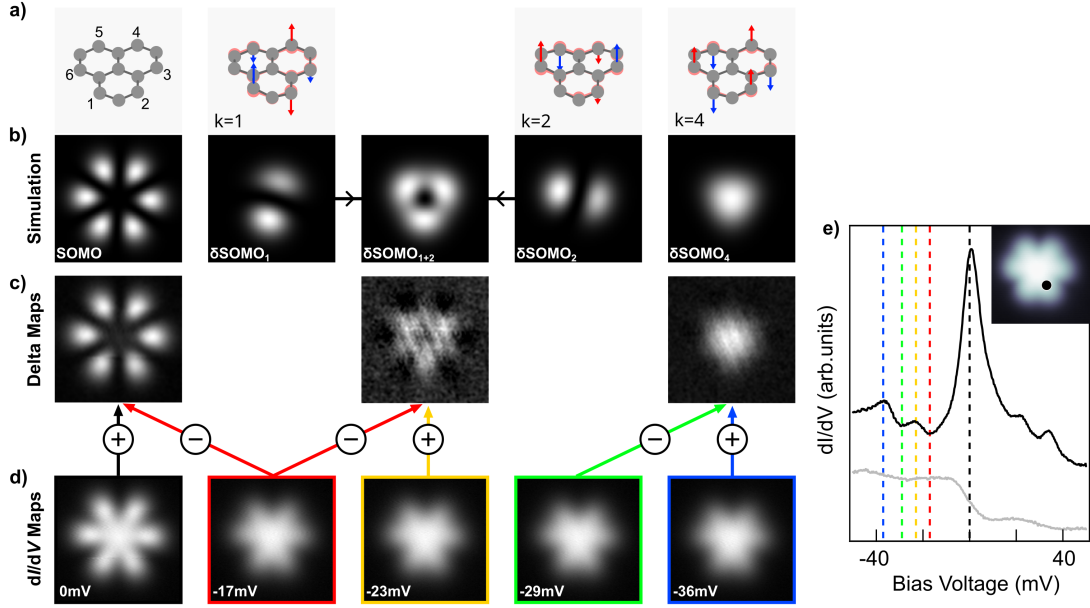 a)
5 4
6 3
1 2
k=1
k=2
k=4
b)
Simulation
SOMO
δSOMO₁
δSOMO₁₊₂
δSOMO₂
δSOMO₄
c)
Delta Maps
+
−
−
+
−
+
d)
dI/dV Maps
0mV
-17mV
-23mV
-29mV
-36mV
e)
dI/dV (arb.units)
-40 0 40
Bias Voltage (mV)